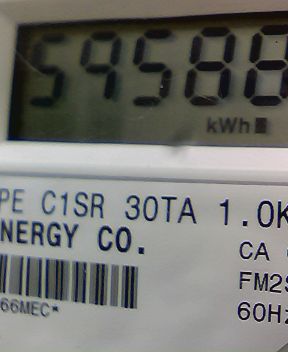 59588
kWh
PE C1SR 30TA 1.0K
NERGY CO.
CA
FM2S
66MEC*
60Hz